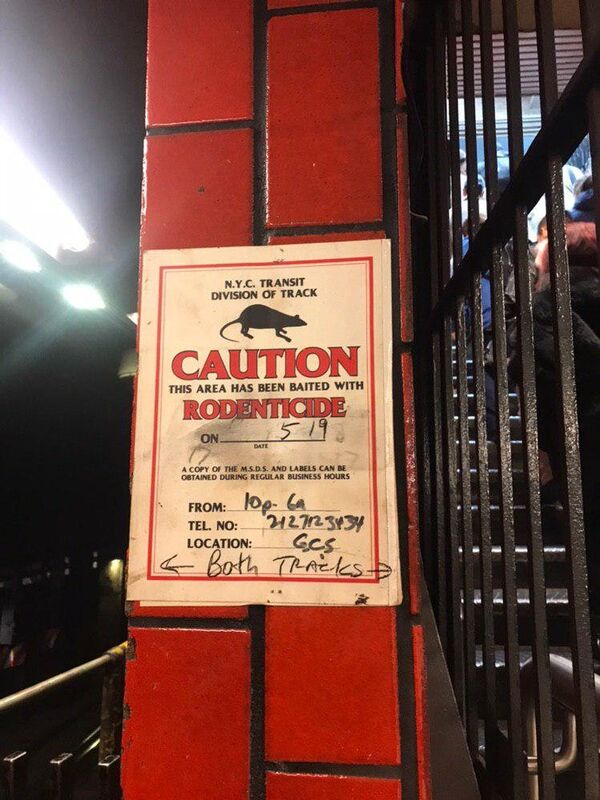 N.Y.C. TRANSIT
DIVISION OF TRACK
CAUTION
THIS AREA HAS BEEN BAITED WITH
RODENTICIDE
ON 5 19
DATE
A COPY OF THE M.S.D.S. AND LABELS CAN BE
OBTAINED DURING REGULAR BUSINESS HOURS
FROM: 10p- 6a
TEL. NO: 2127123434
LOCATION: GCS
← Both TRACKS →